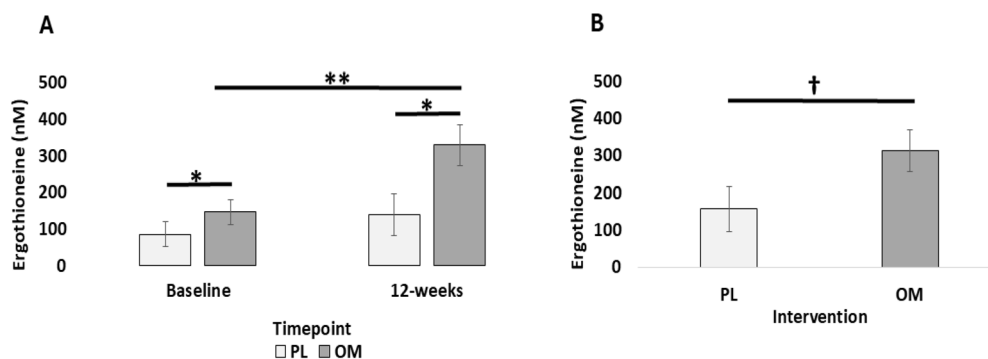 A
Ergothioneine (nM)
500
400
300
200
100
0
**
*
*
Baseline
12-weeks
Timepoint
PL OM
B
Ergothioneine (nM)
500
400
300
200
100
0
†
PL
OM
Intervention